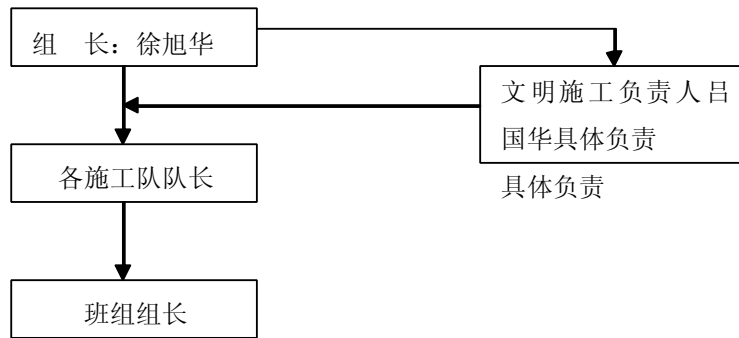 组 长：徐旭华
文明施工负责人吕
国华具体负责
具体负责
各施工队队长
班组组长